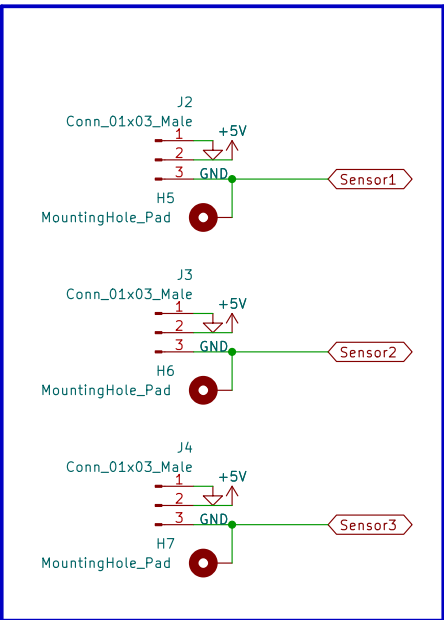 J2
Conn_01x03_Male
1
+5V
2
3
GND
Sensor1
H5
MountingHole_Pad
J3
Conn_01x03_Male
1
+5V
2
3
GND
Sensor2
H6
MountingHole_Pad
J4
Conn_01x03_Male
1
+5V
2
3
GND
Sensor3
H7
MountingHole_Pad